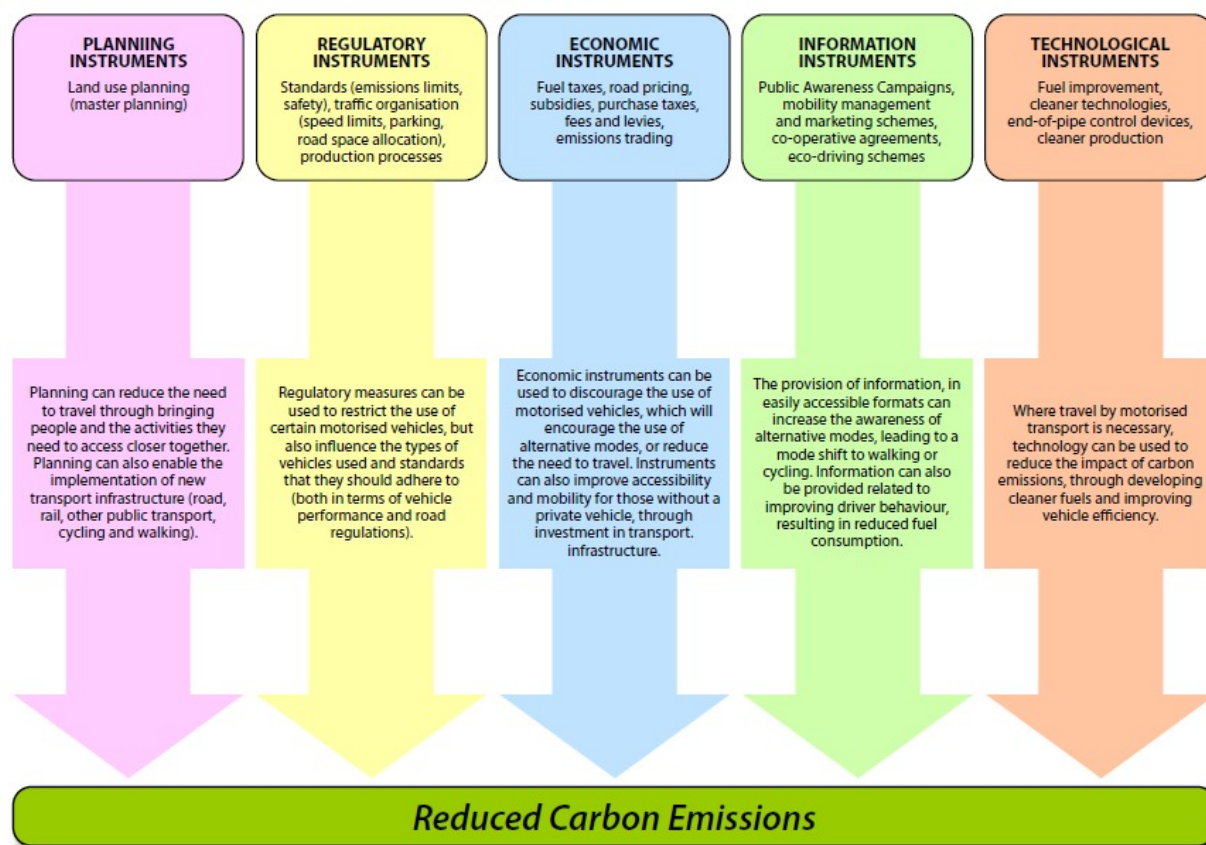 PLANNIING
INSTRUMENTS
Land use planning
(master planning)
REGULATORY
INSTRUMENTS
Standards (emissions limits,
safety), traffic organisation
(speed limits, parking,
road space allocation),
production processes
ECONOMIC
INSTRUMENTS
Fuel taxes, road pricing,
subsidies, purchase taxes,
fees and levies,
emissions trading
INFORMATION
INSTRUMENTS
Public Awareness Campaigns,
mobility management
and marketing schemes,
co-operative agreements,
eco-driving schemes
TECHNOLOGICAL
INSTRUMENTS
Fuel improvement,
cleaner technologies,
end-of-pipe control devices,
cleaner production
Planning can reduce the need
to travel through bringing
people and the activities they
need to access closer together.
Planning can also enable the
implementation of new
transport infrastructure (road,
rail, other public transport,
cycling and walking).
Regulatory measures can be
used to restrict the use of
certain motorised vehicles, but
also influence the types of
vehicles used and standards
that they should adhere to
(both in terms of vehicle
performance and road
regulations).
Economic instruments can be
used to discourage the use of
motorised vehicles, which will
encourage the use of
alternative modes, or reduce
the need to travel. Instruments
can also improve accessibility
and mobility for those without a
private vehicle, through
investment in transport.
infrastructure.
The provision of information, in
easily accessible formats can
increase the awareness of
alternative modes, leading to a
mode shift to walking or
cycling. Information can also
be provided related to
improving driver behaviour,
resulting in reduced fuel
consumption.
Where travel by motorised
transport is necessary,
technology can be used to
reduce the impact of carbon
emissions, through developing
cleaner fuels and improving
vehicle efficiency.
Reduced Carbon Emissions